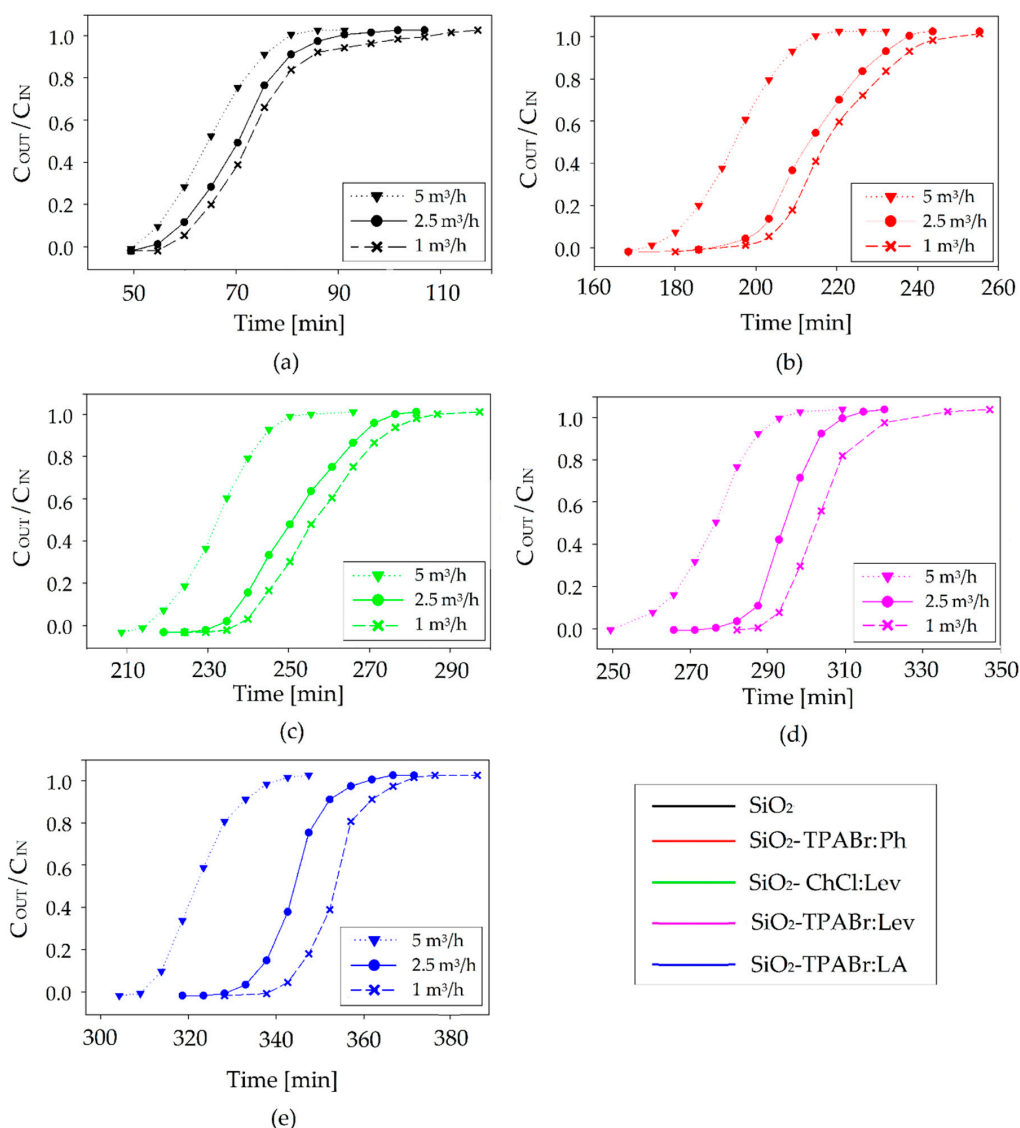 1.0
0.8
0.6
0.4
0.2
0.0
COUT/CIN
5 m³/h
2.5 m³/h
1 m³/h
50 70 90 110
Time [min]
(a)
1.0
0.8
0.6
0.4
0.2
0.0
COUT/CIN
5 m³/h
2.5 m³/h
1 m³/h
160 180 200 220 240 260
Time [min]
(b)
1.0
0.8
0.6
0.4
0.2
0.0
COUT/CIN
5 m³/h
2.5 m³/h
1 m³/h
210 230 250 270 290
Time [min]
(c)
1.0
0.8
0.6
0.4
0.2
0.0
COUT/CIN
5 m³/h
2.5 m³/h
1 m³/h
250 270 290 310 330 350
Time [min]
(d)
1.0
0.8
0.6
0.4
0.2
0.0
COUT/CIN
5 m³/h
2.5 m³/h
1 m³/h
300 320 340 360 380
Time [min]
(e)
SiO₂
SiO₂-TPABr:Ph
SiO₂- ChCl:Lev
SiO₂-TPABr:Lev
SiO₂-TPABr:LA